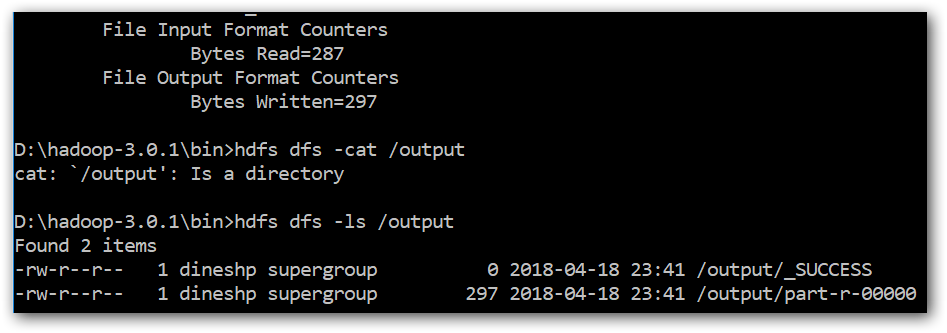 File Input Format Counters
Bytes Read=287
File Output Format Counters
Bytes Written=297
D:\hadoop-3.0.1\bin>hdfs dfs -cat /output
cat: `/output': Is a directory
D:\hadoop-3.0.1\bin>hdfs dfs -ls /output
Found 2 items
-rw-r--r--   1 dineshp supergroup          0 2018-04-18 23:41 /output/_SUCCESS
-rw-r--r--   1 dineshp supergroup        297 2018-04-18 23:41 /output/part-r-00000